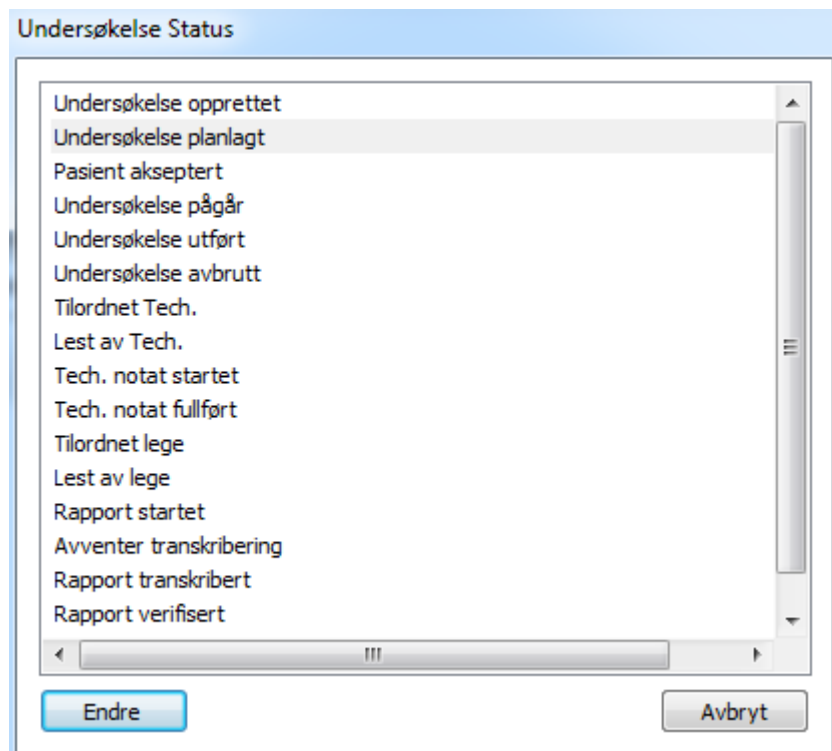 Undersøkelse Status
Undersøkelse opprettet
Undersøkelse planlagt
Pasient akseptert
Undersøkelse pågår
Undersøkelse utført
Undersøkelse avbrutt
Tilordnet Tech.
Lest av Tech.
Tech. notat startet
Tech. notat fullført
Tilordnet lege
Lest av lege
Rapport startet
Avventer transkribering
Rapport transkribert
Rapport verifisert
Endre Avbryt